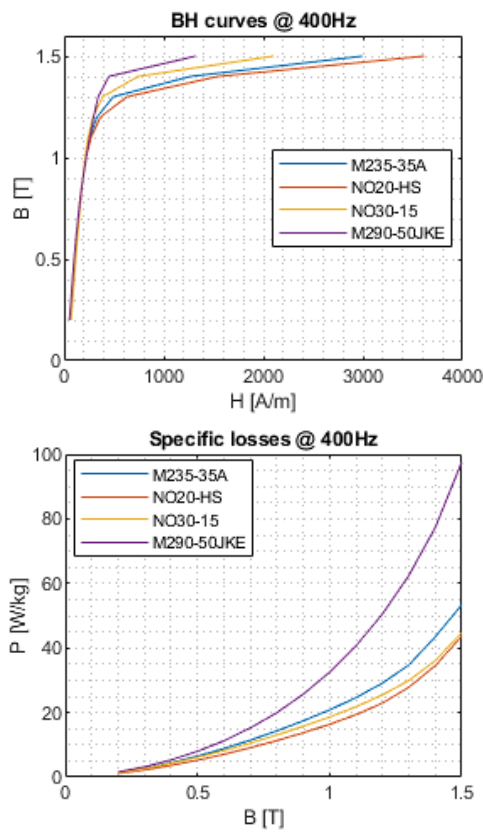 BH curves @ 400Hz
1.5
1
0.5
0
B [T]
M235-35A
NO20-HS
NO30-15
M290-50JKE
0 1000 2000 3000 4000
H [A/m]
Specific losses @ 400Hz
100
80
60
40
20
0
P [W/kg]
M235-35A
NO20-HS
NO30-15
M290-50JKE
0 0.5 1 1.5
B [T]